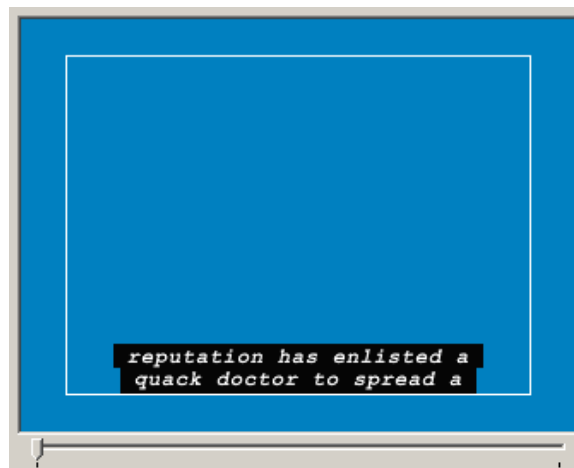 reputation has enlisted a
quack doctor to spread a